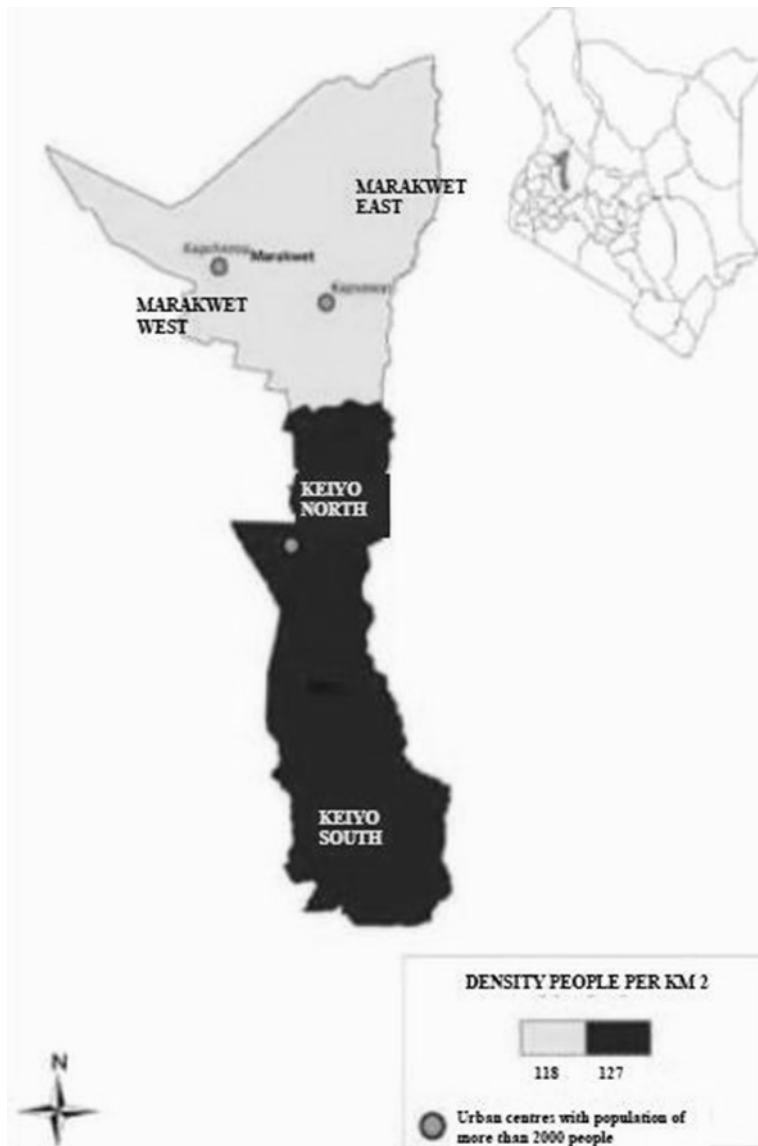 MARAKWET
EAST
Marakwet
MARAKWET
WEST
KEIYO
NORTH
KEIYO
SOUTH
DENSITY PEOPLE PER KM 2
118 127
Urban centres with population of
more than 2000 people
N